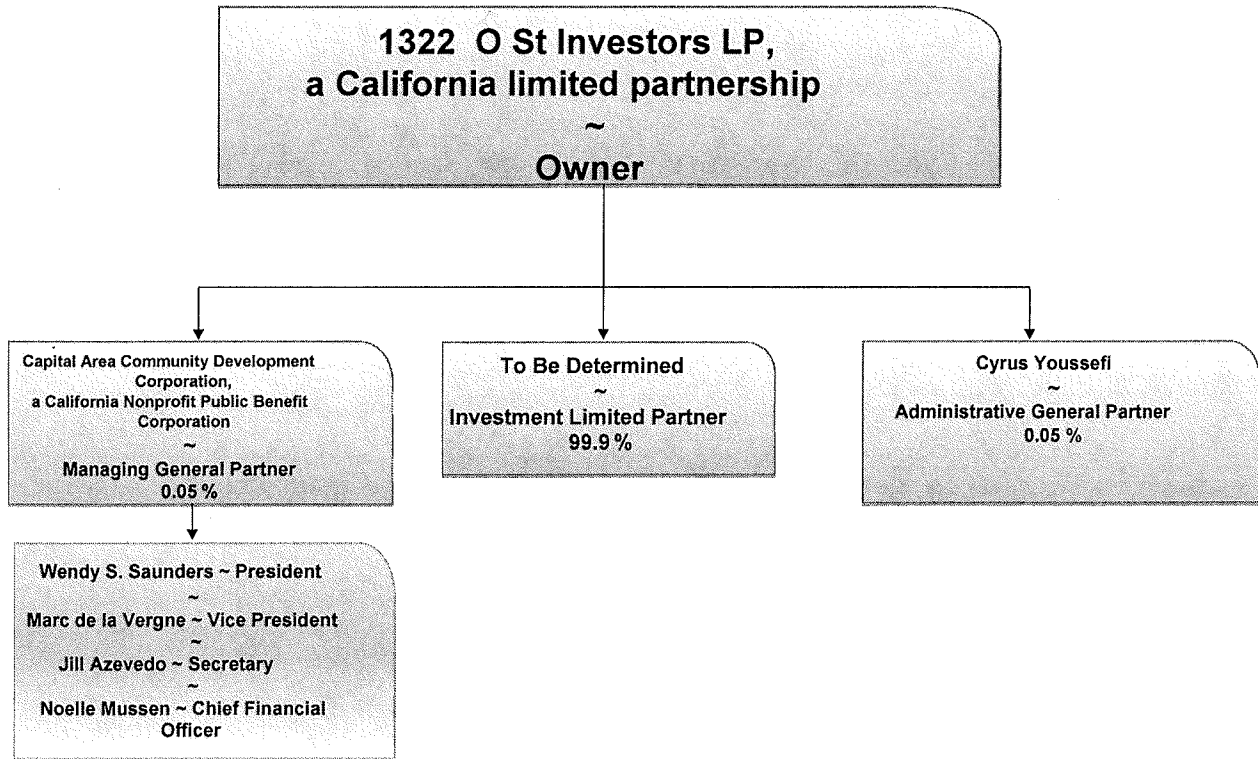 1322 O St Investors LP,
a California limited partnership
~
Owner
Capital Area Community Development
Corporation,
a California Nonprofit Public Benefit
Corporation
~
Managing General Partner
0.05 %
To Be Determined
~
Investment Limited Partner
99.9 %
Cyrus Youssefi
~
Administrative General Partner
0.05 %
Wendy S. Saunders ~ President
~
Marc de la Vergne ~ Vice President
~
Jill Azevedo ~ Secretary
~
Noelle Mussen ~ Chief Financial
Officer